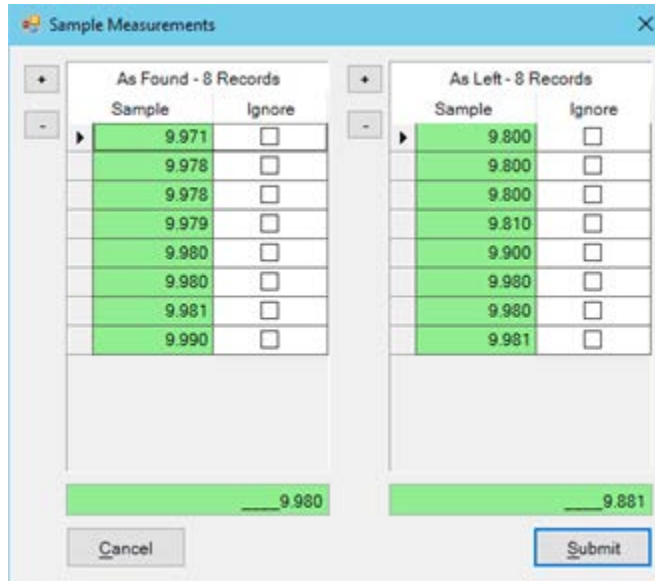 Sample Measurements
+ As Found - 8 Records
Sample Ignore
-
9.971
9.978
9.978
9.979
9.980
9.980
9.981
9.990
____9.980
Cancel
+ As Left - 8 Records
Sample Ignore
-
9.800
9.800
9.800
9.810
9.900
9.980
9.980
9.981
____9.881
Submit